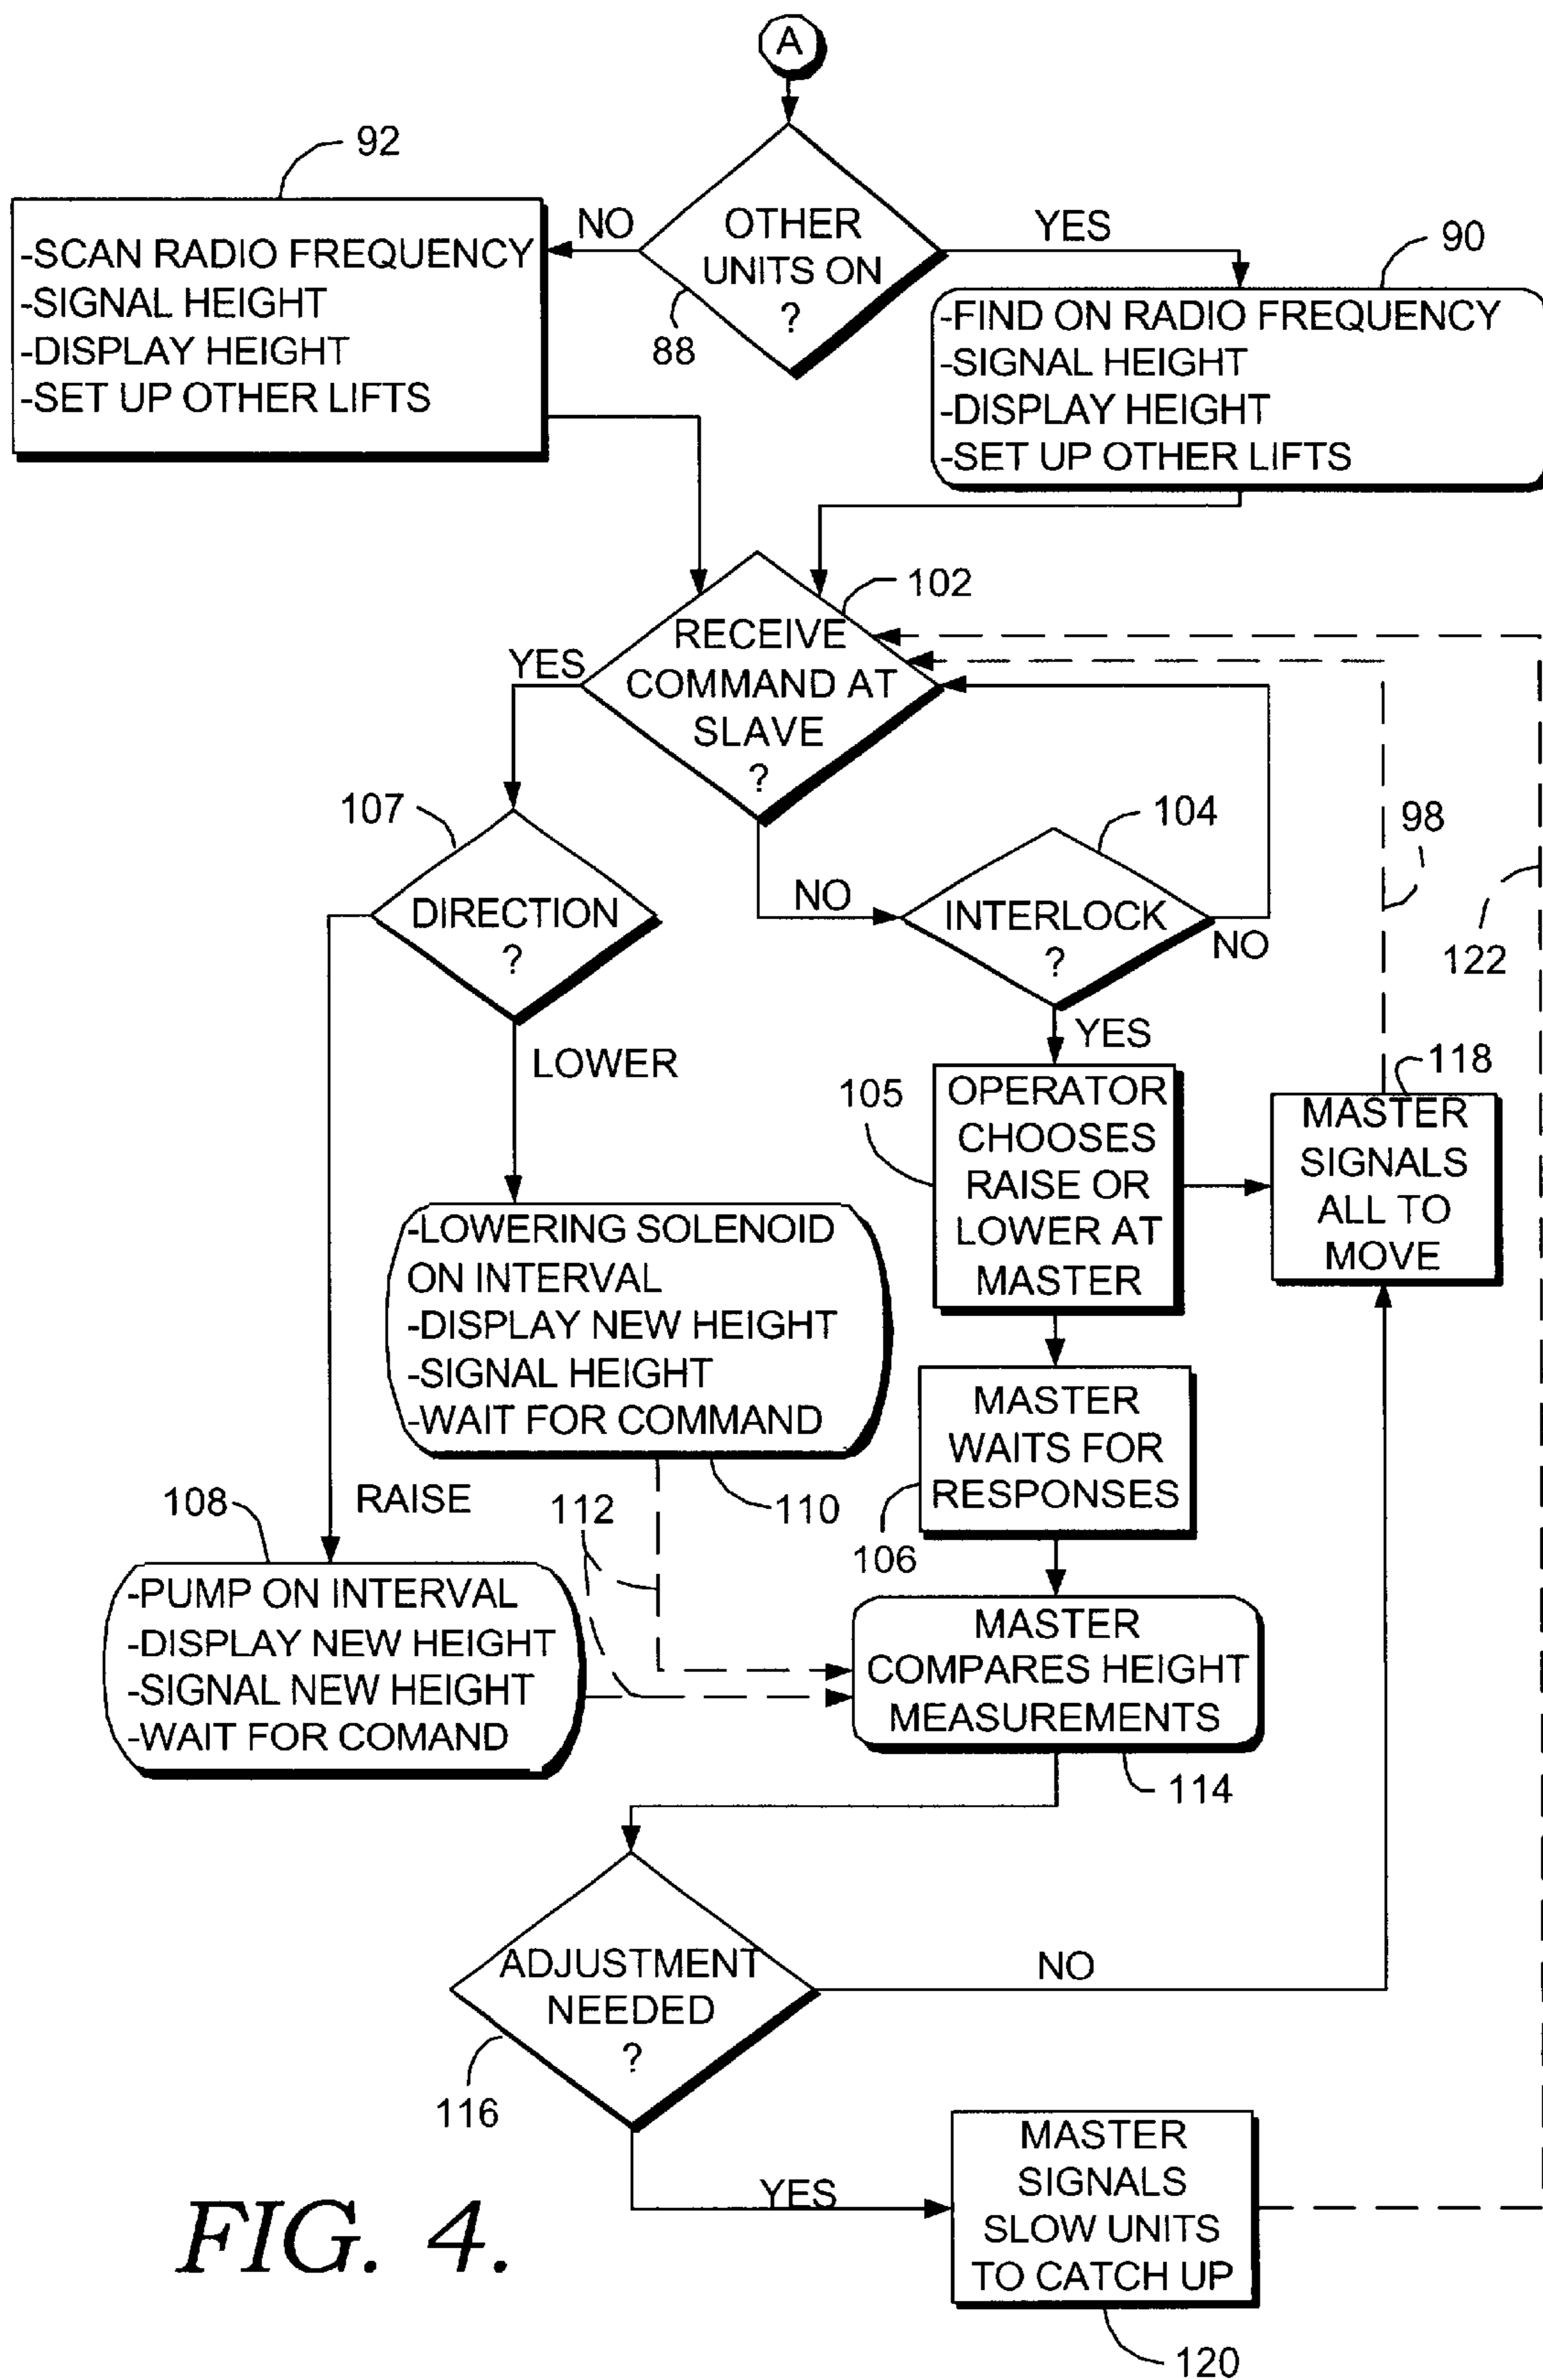 A
92
NO
OTHER
UNITS ON
?
YES
88
90
-SCAN RADIO FREQUENCY
-SIGNAL HEIGHT
-DISPLAY HEIGHT
-SET UP OTHER LIFTS
-FIND ON RADIO FREQUENCY
-SIGNAL HEIGHT
-DISPLAY HEIGHT
-SET UP OTHER LIFTS
102
RECEIVE
COMMAND AT
SLAVE
?
YES
NO
107
DIRECTION
?
104
INTERLOCK
?
NO
YES
98
122
LOWER
RAISE
105
OPERATOR
CHOOSES
RAISE OR
LOWER AT
MASTER
118
MASTER
SIGNALS
ALL TO
MOVE
-LOWERING SOLENOID
ON INTERVAL
-DISPLAY NEW HEIGHT
-SIGNAL HEIGHT
-WAIT FOR COMMAND
110
MASTER
WAITS FOR
RESPONSES
106
108
112
-PUMP ON INTERVAL
-DISPLAY NEW HEIGHT
-SIGNAL NEW HEIGHT
-WAIT FOR COMAND
MASTER
COMPARES HEIGHT
MEASUREMENTS
114
ADJUSTMENT
NEEDED
?
NO
116
YES
MASTER
SIGNALS
SLOW UNITS
TO CATCH UP
120
FIG. 4.